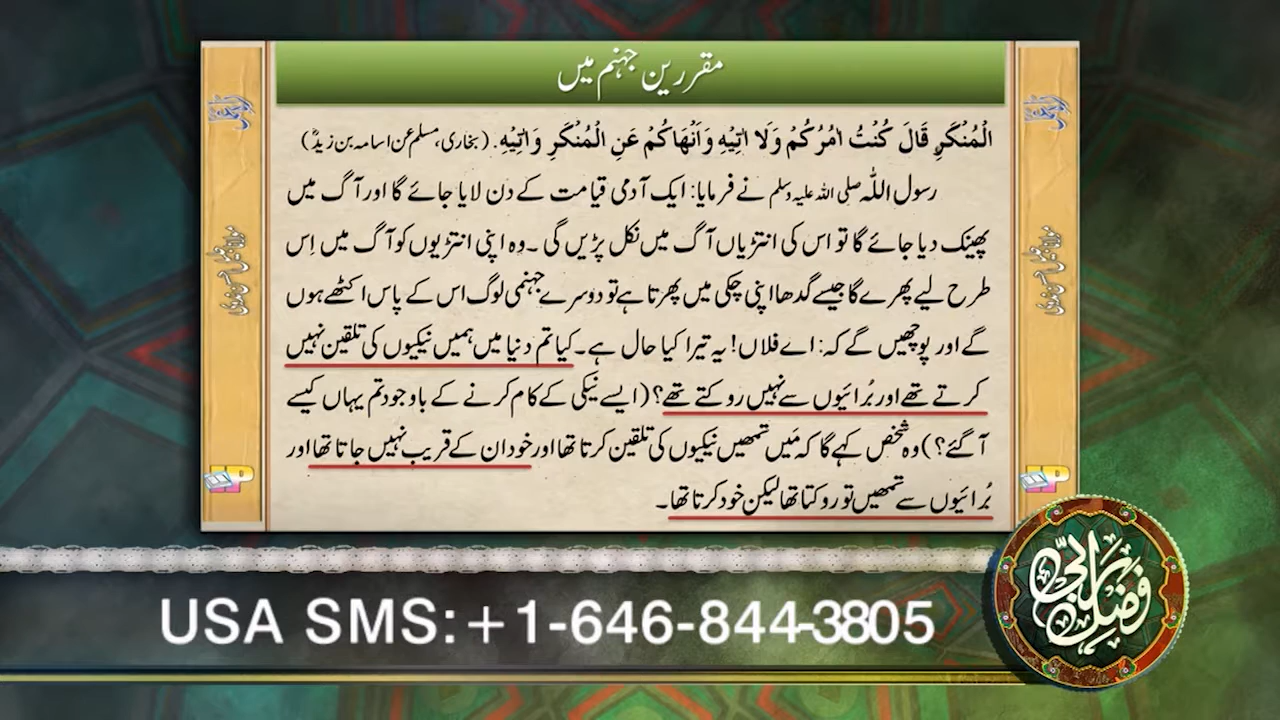 مقررین جہنم میں
الْمُنْكَرِ قَالَ كُنْتُ اٰمُرُكُمْ وَلَا اٰتِيْهِ وَاَنْهَاكُمْ عَنِ الْمُنْكَرِ وَاٰتِيْهِ. (بخاری، مسلم عن اسامہ بن زیدؓ)
رسول اللہ صلی اللہ علیہ وسلم نے فرمایا: ایک آدمی قیامت کے دن لایا جائے گا اور آگ میں
پھینک دیا جائے گا تو اس کی انتڑیاں آگ میں نکل پڑیں گی۔ وہ اپنی انتڑیوں کو آگ میں اِس
طرح لیے پھرے گا جیسے گدھا اپنی چکی میں پھرتا ہے تو دوسرے جہنمی لوگ اس کے پاس اکٹھے ہوں
گے اور پوچھیں گے کہ: اے فلاں! یہ تیرا کیا حال ہے۔ کیا تم دنیا میں ہمیں نیکیوں کی تلقین نہیں
کرتے تھے اور بُرائیوں سے نہیں روکتے تھے؟ (ایسے نیکی کے کام کرنے کے باوجود تم یہاں کیسے
آگئے؟) وہ شخص کہے گا کہ مَیں تمھیں نیکیوں کی تلقین کرتا تھا اور خود ان کے قریب نہیں جاتا تھا اور
بُرائیوں سے تمھیں تو روکتا تھا لیکن خود کرتا تھا۔
USA SMS:+1-646-844-3805
فضل ربی